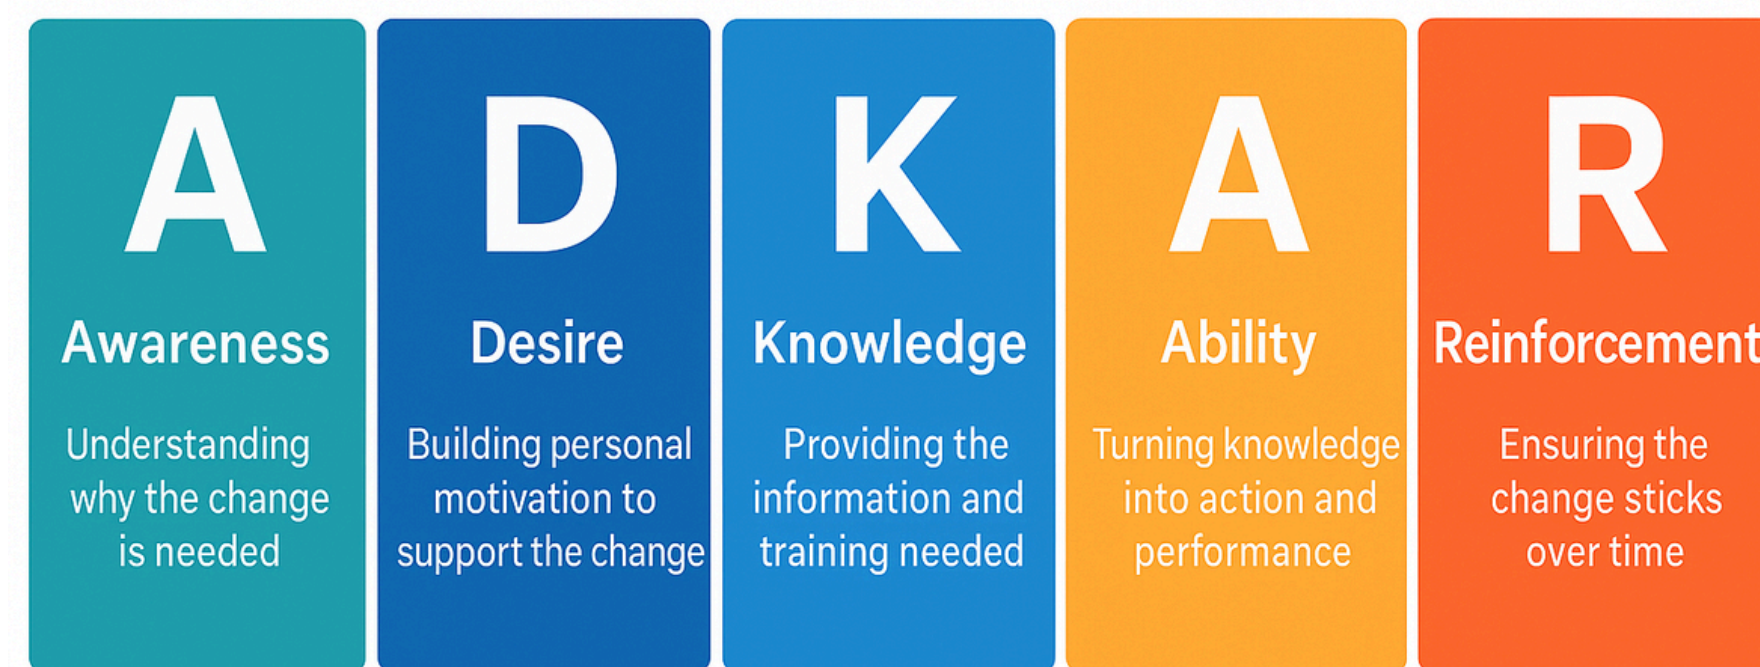 A
Awareness
Understanding
why the change
is needed
D
Desire
Building personal
motivation to
support the change
K
Knowledge
Providing the
information and
training needed
A
Ability
Turning knowledge
into action and
performance
R
Reinforcement
Ensuring the
change sticks
over time